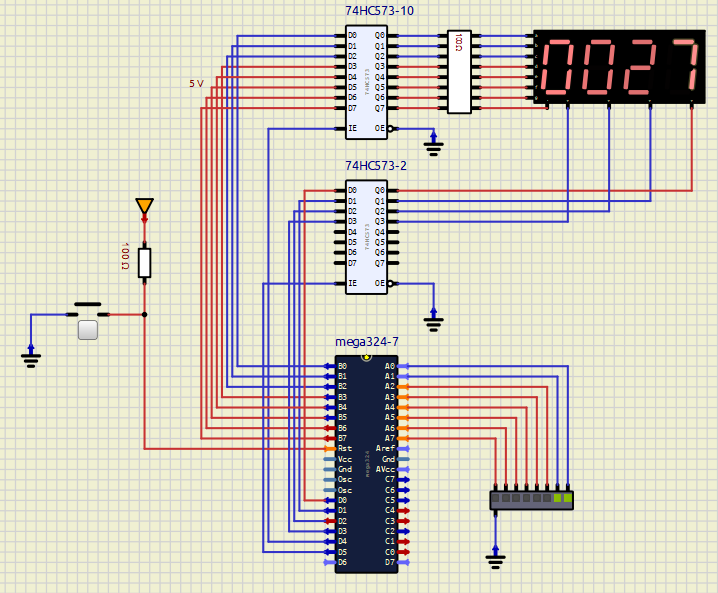 74HC573-10
D0 Q0
D1 Q1
D2 Q2
D3 Q3
D4 Q4
D5 Q5
D6 Q6
D7 Q7
IE OE
74HC573
100Ω
0027
5 V
74HC573-2
D0 Q0
D1 Q1
D2 Q2
D3 Q3
D4 Q4
D5 Q5
D6 Q6
D7 Q7
IE OE
74HC573
100Ω
mega324-7
B0 A0
B1 A1
B2 A2
B3 A3
B4 A4
B5 A5
B6 A6
B7 A7
Rst Aref
Vcc Gnd
Gnd AVcc
Osc C7
Osc C6
D0 C5
D1 C4
D2 C3
D3 C2
D4 C1
D5 C0
D6 D7
mega324